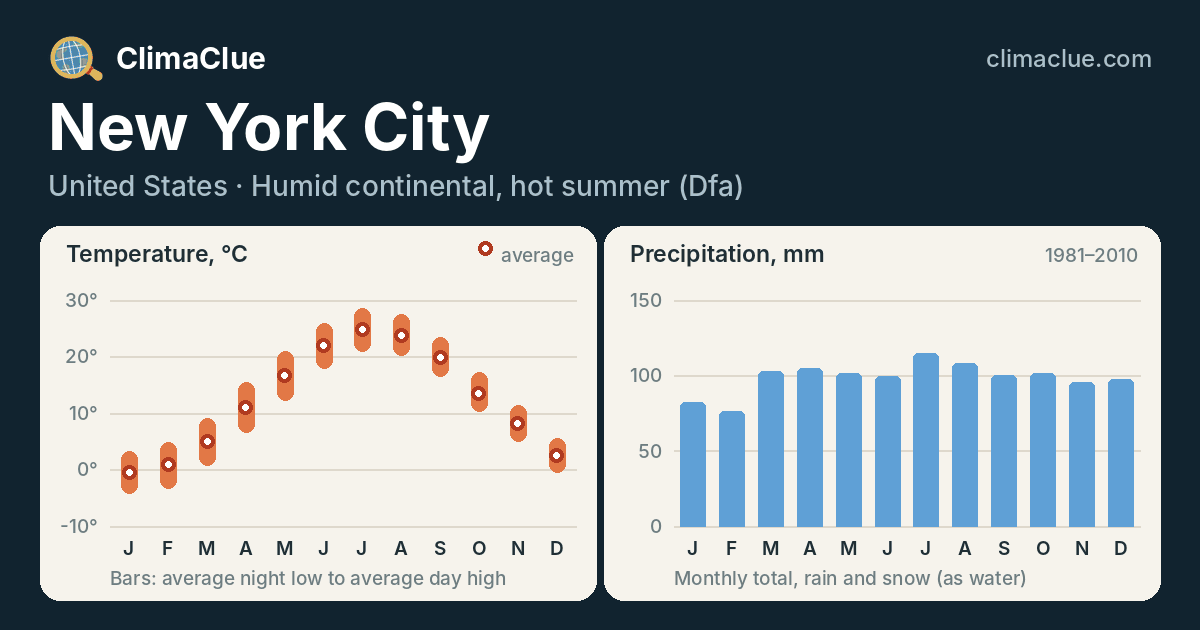 ClimaClue
climaclue.com
New York City
United States · Humid continental, hot summer (Dfa)
Temperature, °C
average
30°
20°
10°
0°
-10°
J F M A M J J A S O N D
Bars: average night low to average day high
Precipitation, mm
1981–2010
150
100
50
0
J F M A M J J A S O N D
Monthly total, rain and snow (as water)